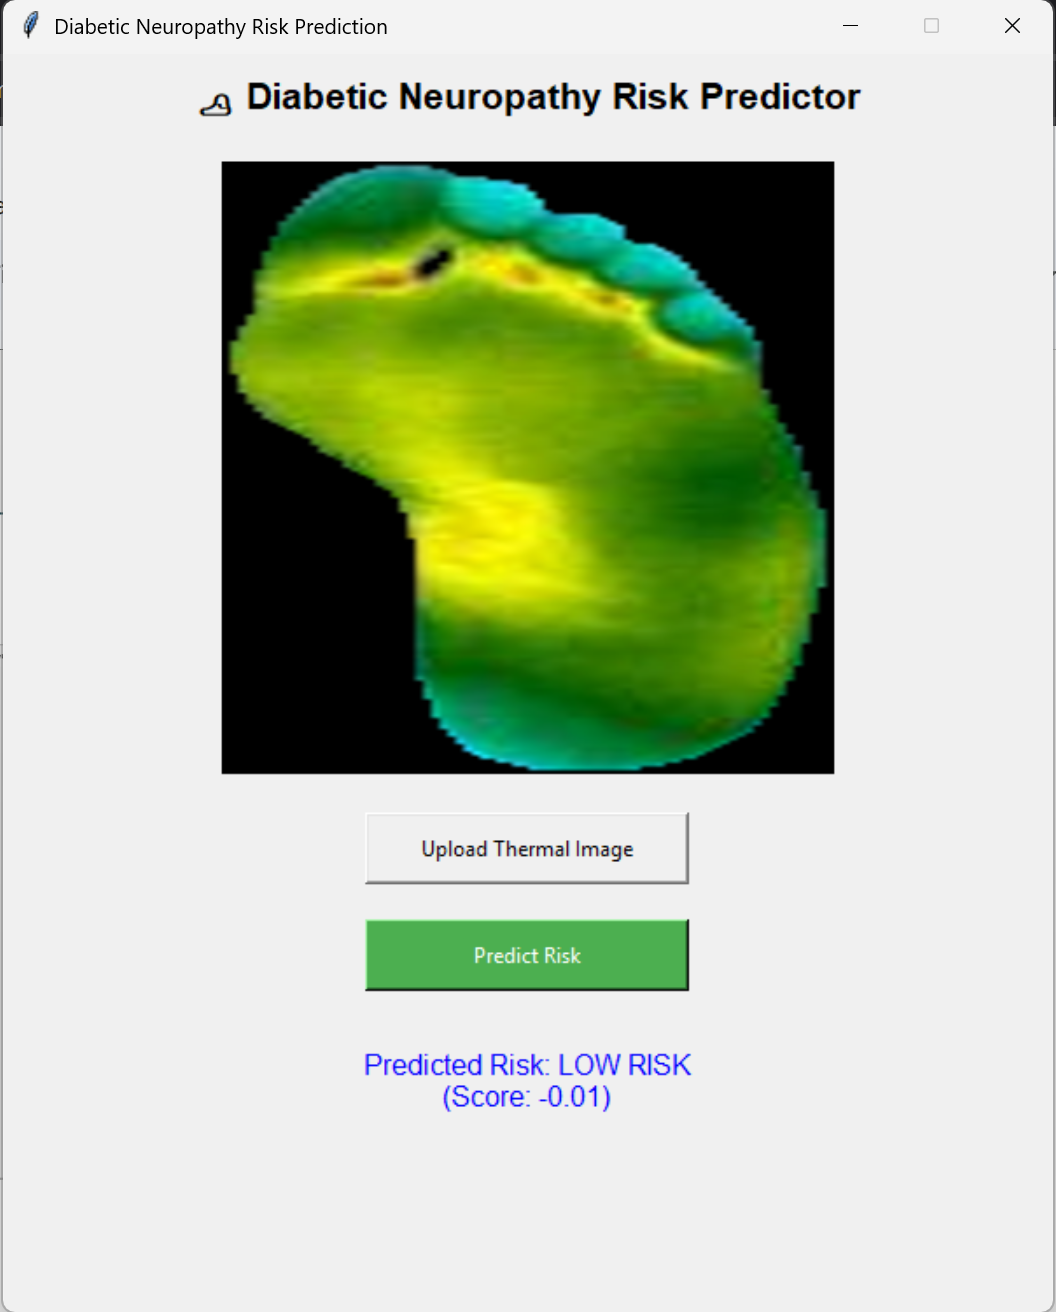 Diabetic Neuropathy Risk Prediction
Diabetic Neuropathy Risk Predictor
Upload Thermal Image
Predict Risk
Predicted Risk: LOW RISK
(Score: -0.01)